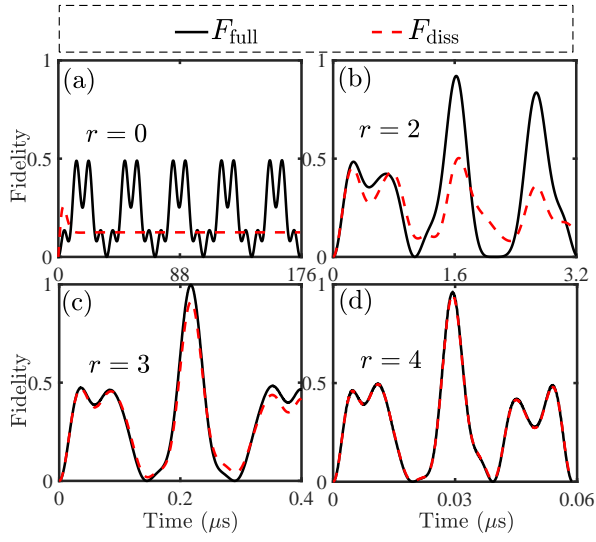 F_full F_diss
(a) (b)
r = 0 r = 2
Fidelity
1
0.5
0
0 88 176
1
0.5
0
0 1.6 3.2
(c) (d)
r = 3 r = 4
Fidelity
1
0.5
0
0 0.2 0.4
Time (μs)
1
0.5
0
0 0.03 0.06
Time (μs)